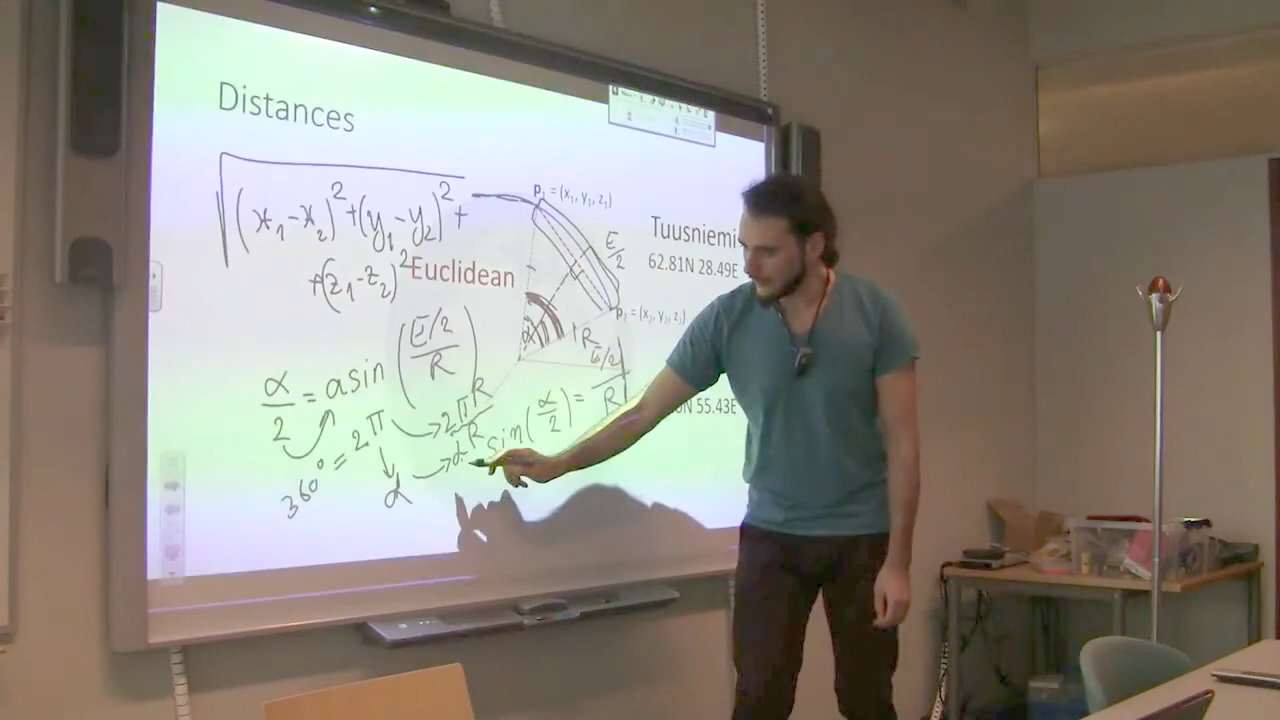 Distances
√(x₁-x₂)²+(y₁-y₂)²+
+(z₁-z₂)²
Euclidean
p₁ = (x₁, y₁, z₁)
E/2
Tuusniemi
62.81N 28.49E
p₂ = (x₂, y₂, z₂)
α
R
α/2 = asin (E/2 / R)
sin(α/2) = E/2 / R
N 55.43E
360° = 2π → 2πR
α → αR